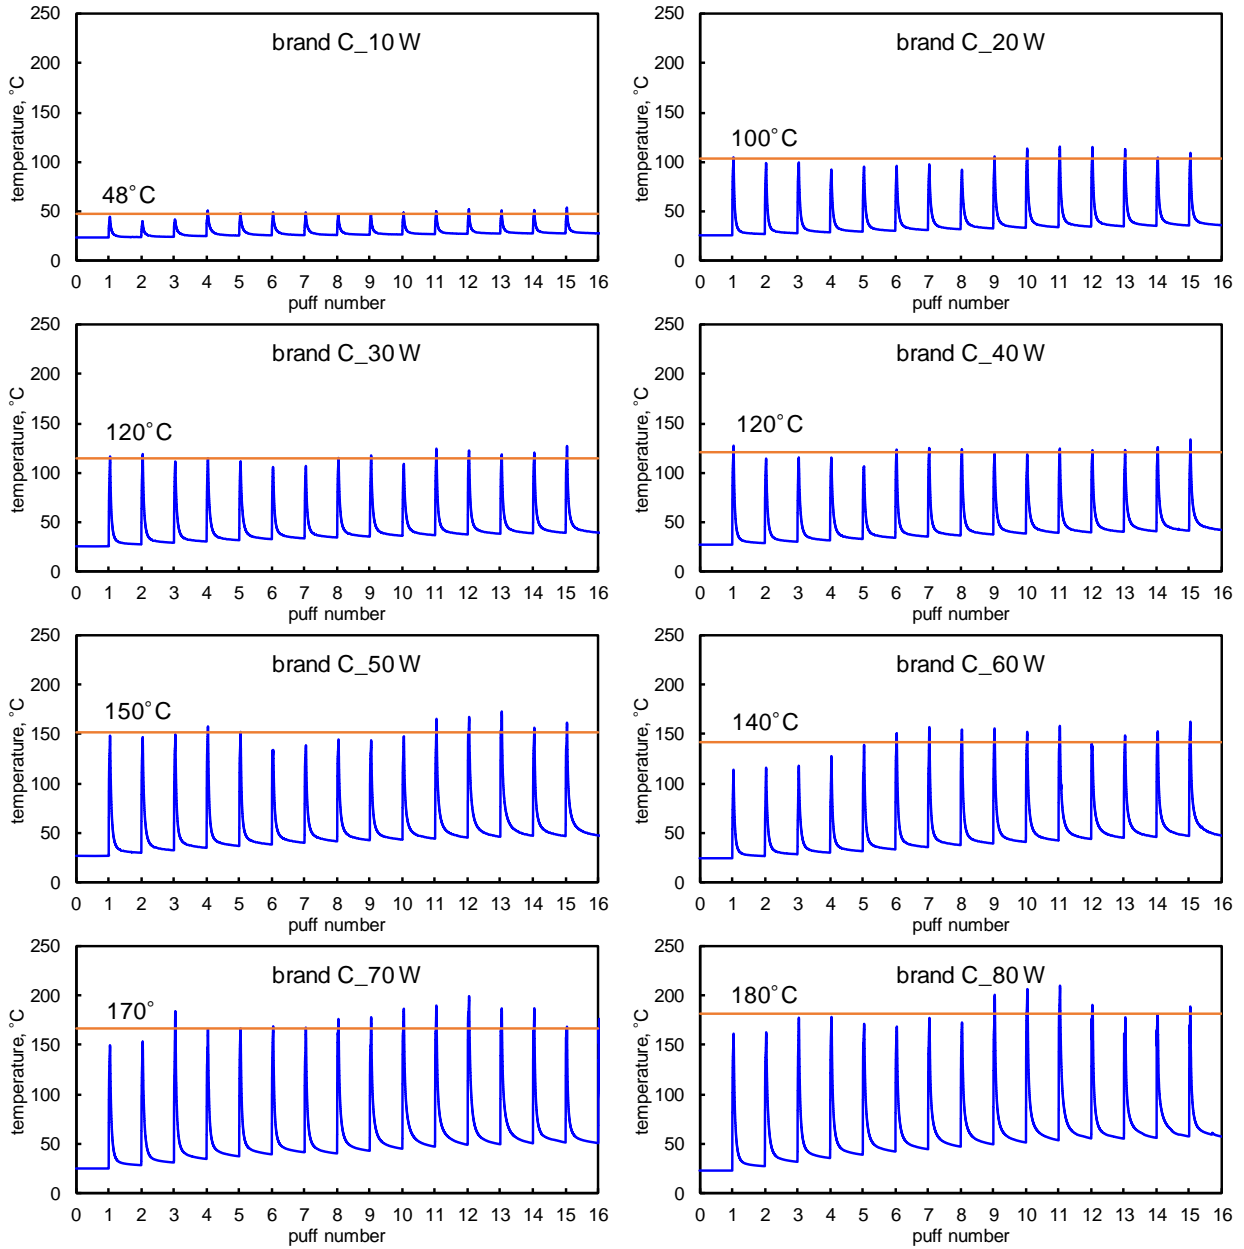 brand C_10 W
temperature, °C
250
200
150
100
50
0
48°C
0 1 2 3 4 5 6 7 8 9 10 11 12 13 14 15 16
puff number
brand C_20 W
temperature, °C
250
200
150
100
50
0
100°C
0 1 2 3 4 5 6 7 8 9 10 11 12 13 14 15 16
puff number
brand C_30 W
temperature, °C
250
200
150
100
50
0
120°C
0 1 2 3 4 5 6 7 8 9 10 11 12 13 14 15 16
puff number
brand C_40 W
temperature, °C
250
200
150
100
50
0
120°C
0 1 2 3 4 5 6 7 8 9 10 11 12 13 14 15 16
puff number
brand C_50 W
temperature, °C
250
200
150
100
50
0
150°C
0 1 2 3 4 5 6 7 8 9 10 11 12 13 14 15 16
puff number
brand C_60 W
temperature, °C
250
200
150
100
50
0
140°C
0 1 2 3 4 5 6 7 8 9 10 11 12 13 14 15 16
puff number
brand C_70 W
temperature, °C
250
200
150
100
50
0
170°
0 1 2 3 4 5 6 7 8 9 10 11 12 13 14 15 16
puff number
brand C_80 W
temperature, °C
250
200
150
100
50
0
180°C
0 1 2 3 4 5 6 7 8 9 10 11 12 13 14 15 16
puff number